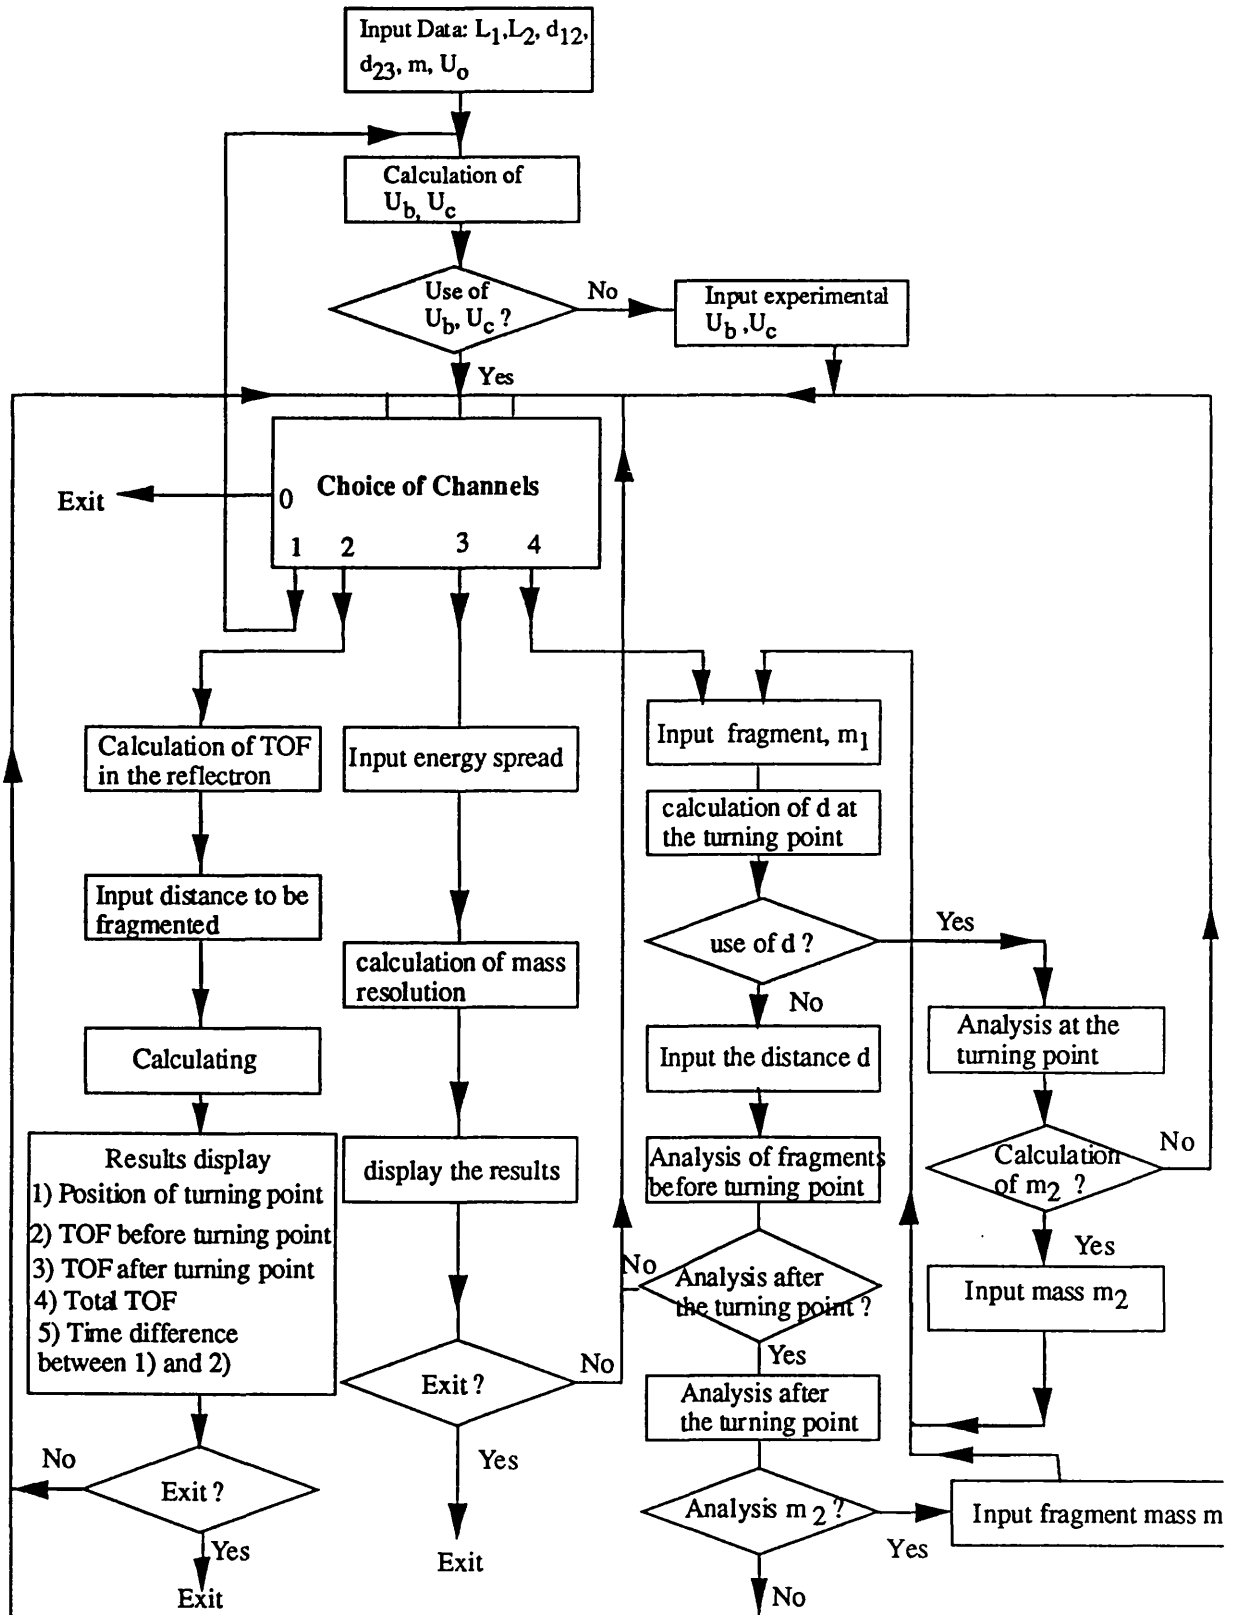 Input Data: L1,L2, d12,
d23, m, Uo
Calculation of
Ub, Uc
Use of
Ub, Uc ?
No
Input experimental
Ub ,Uc
Yes
Choice of Channels
0
Exit
1 2 3 4
Calculation of TOF
in the reflectron
Input distance to be
fragmented
Calculating
Results display
1) Position of turning point
2) TOF before turning point
3) TOF after turning point
4) Total TOF
5) Time difference
between 1) and 2)
No
Exit ?
Yes
Exit
Input energy spread
calculation of mass
resolution
display the results
Exit ?
No
Yes
Exit
Input fragment, m1
calculation of d at
the turning point
use of d ?
Yes
No
Input the distance d
Analysis of fragments
before turning point
No
Analysis after
the turning point ?
Yes
Analysis after
the turning point
Analysis m2 ?
Yes
No
Analysis at the
turning point
Calculation
of m2 ?
No
Yes
Input mass m2
Input fragment mass m